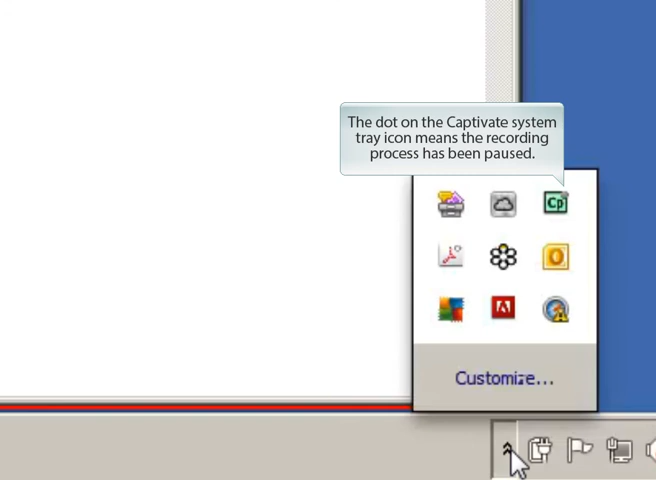 The dot on the Captivate system
tray icon means the recording
process has been paused.
Cp
Customize...